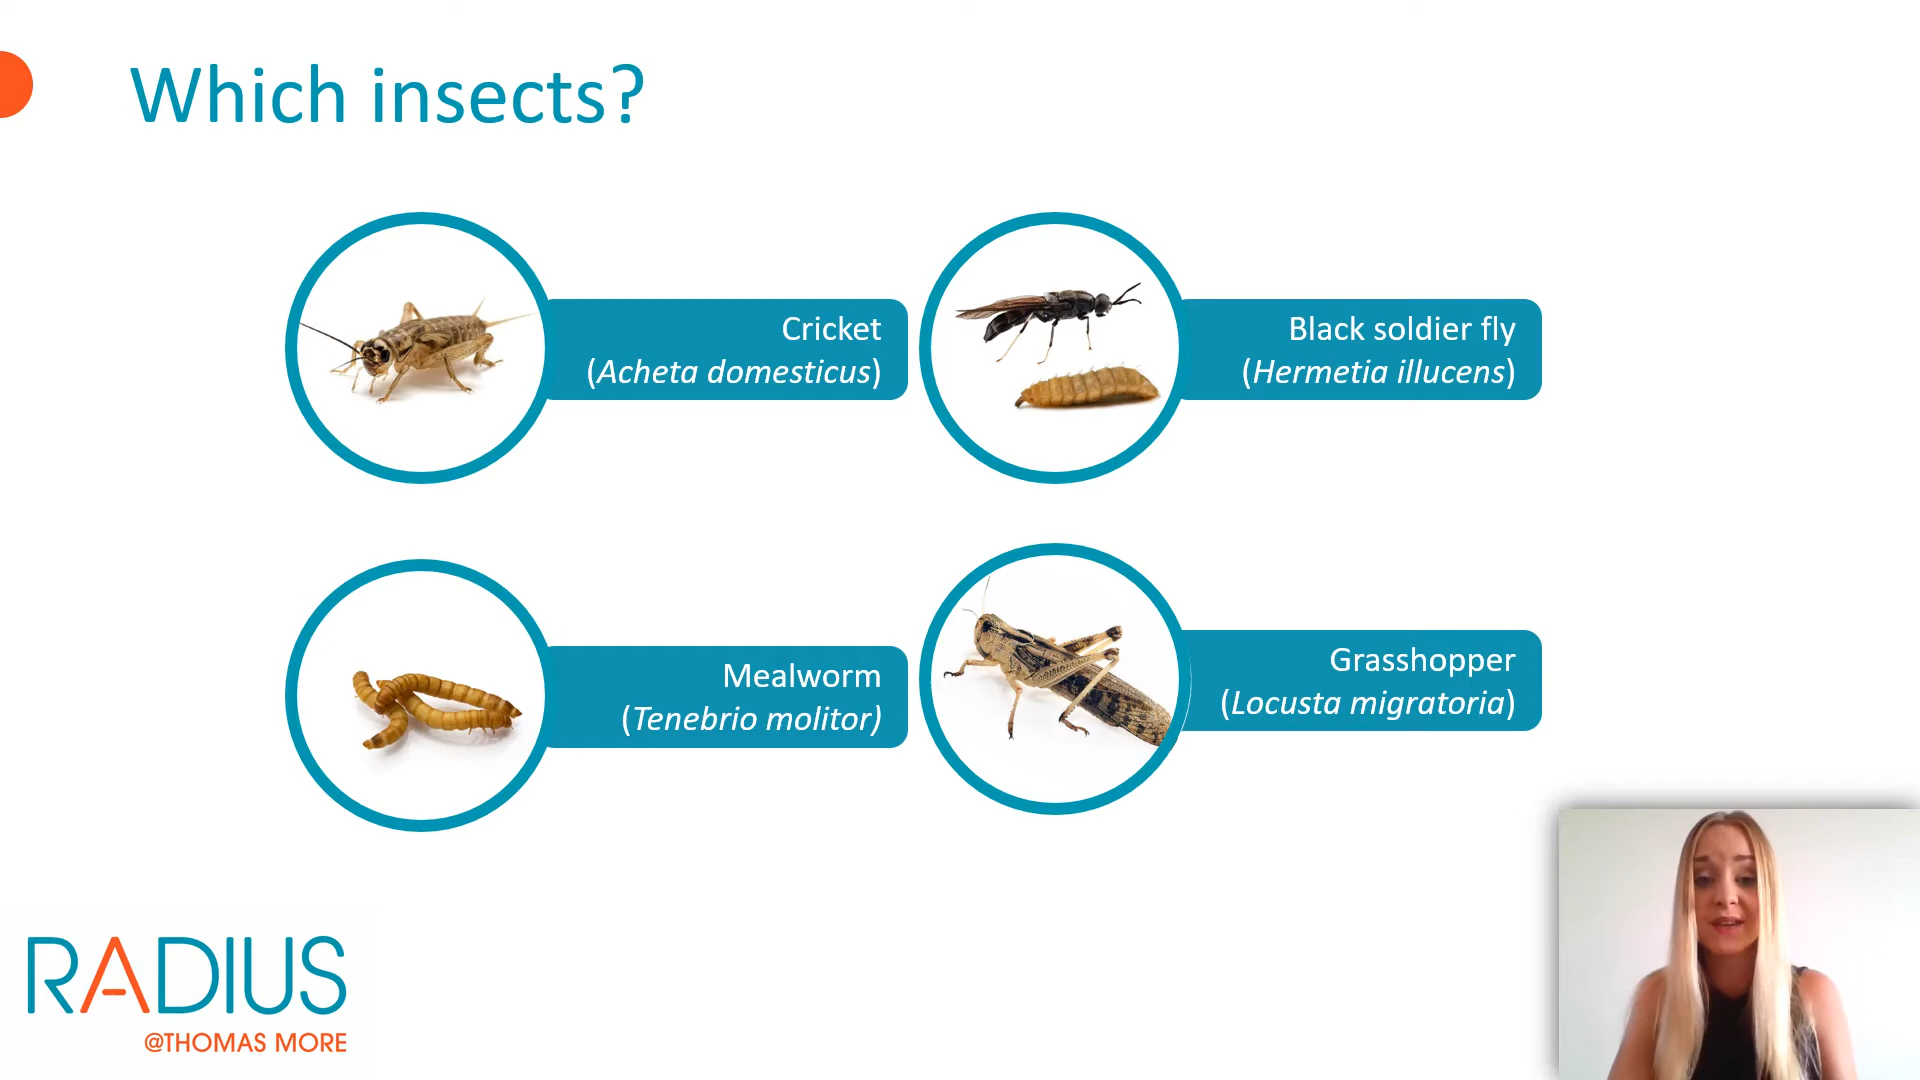 Which insects?
Cricket
(Acheta domesticus)
Black soldier fly
(Hermetia illucens)
Mealworm
(Tenebrio molitor)
Grasshopper
(Locusta migratoria)
RADIUS
@THOMAS MORE